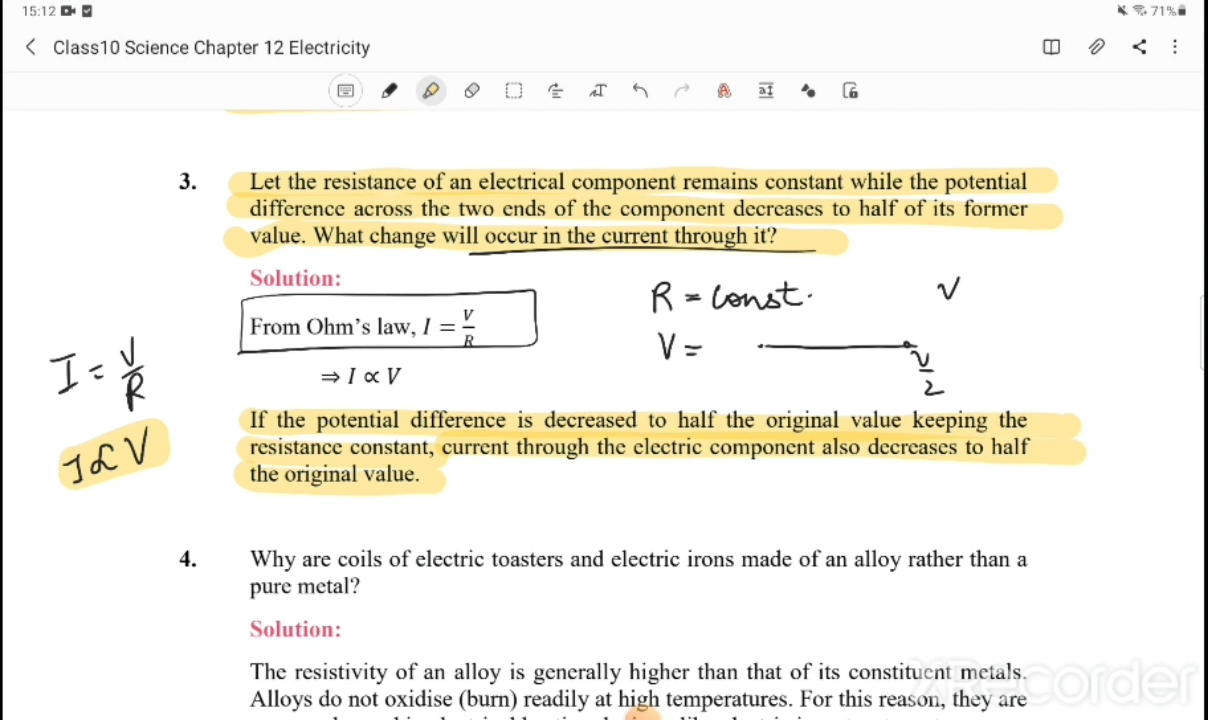 15:12
71%
Class10 Science Chapter 12 Electricity
3. Let the resistance of an electrical component remains constant while the potential
difference across the two ends of the component decreases to half of its former
value. What change will occur in the current through it?
Solution:
R = const.
V
From Ohm's law, I = V/R
V =
V/2
I = V/R
⇒ I ∝ V
I ∝ V
If the potential difference is decreased to half the original value keeping the
resistance constant, current through the electric component also decreases to half
the original value.
4. Why are coils of electric toasters and electric irons made of an alloy rather than a
pure metal?
Solution:
The resistivity of an alloy is generally higher than that of its constituent metals.
Alloys do not oxidise (burn) readily at high temperatures. For this reason, they are
XRecorder